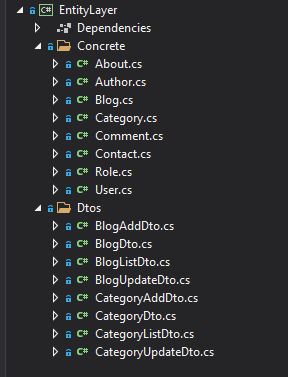 C# EntityLayer
Dependencies
Concrete
C# About.cs
C# Author.cs
C# Blog.cs
C# Category.cs
C# Comment.cs
C# Contact.cs
C# Role.cs
C# User.cs
Dtos
C# BlogAddDto.cs
C# BlogDto.cs
C# BlogListDto.cs
C# BlogUpdateDto.cs
C# CategoryAddDto.cs
C# CategoryDto.cs
C# CategoryListDto.cs
C# CategoryUpdateDto.cs